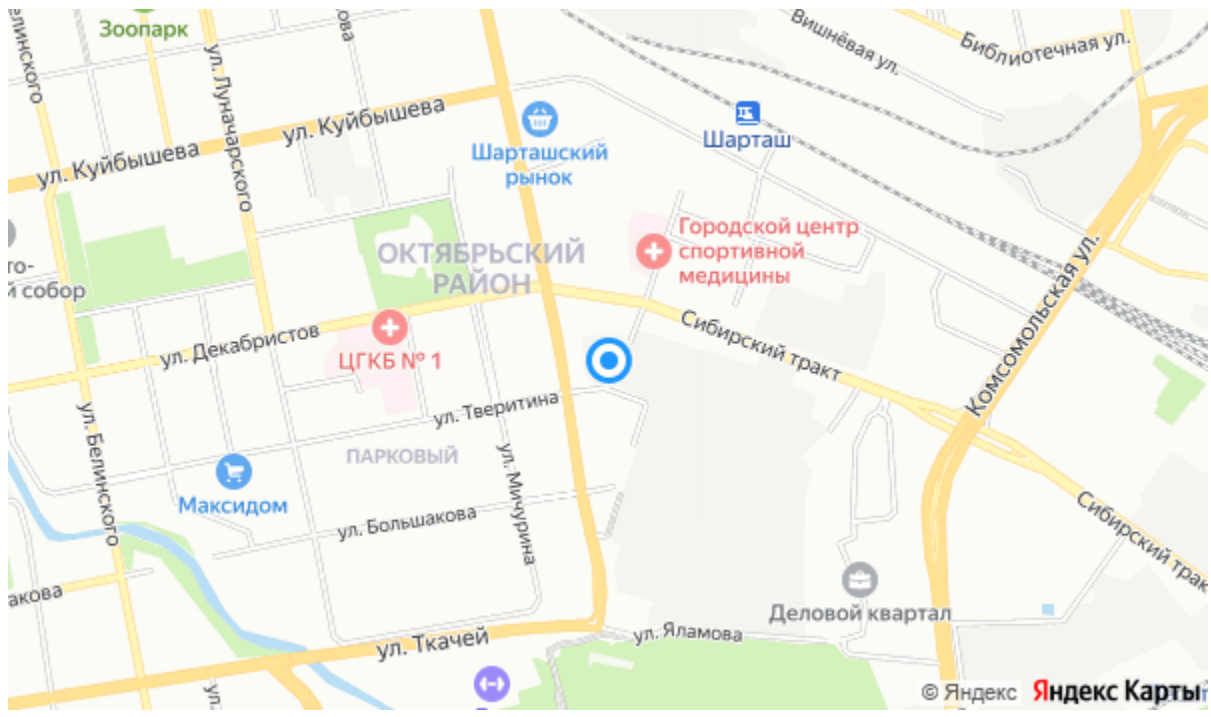 Зоопарк
Вишнёвая ул.
Библиотечная ул.
ул. Луначарского
ул. Куйбышева
ул. Куйбышева
Шарташский
рынок
Шарташ
Городской центр
спортивной
медицины
ОКТЯБРЬСКИЙ
РАЙОН
й собор
Комсомольская ул.
ул. Декабристов
ЦГКБ № 1
Сибирский тракт
ул. Тверитина
ПАРКОВЫЙ
ул. Белинского
ул. Мичурина
Максидом
ул. Большакова
Сибирский трак
акова
Деловой квартал
ул. Ткачей
ул. Яламова
ул.
© Яндекс Яндекс Карты